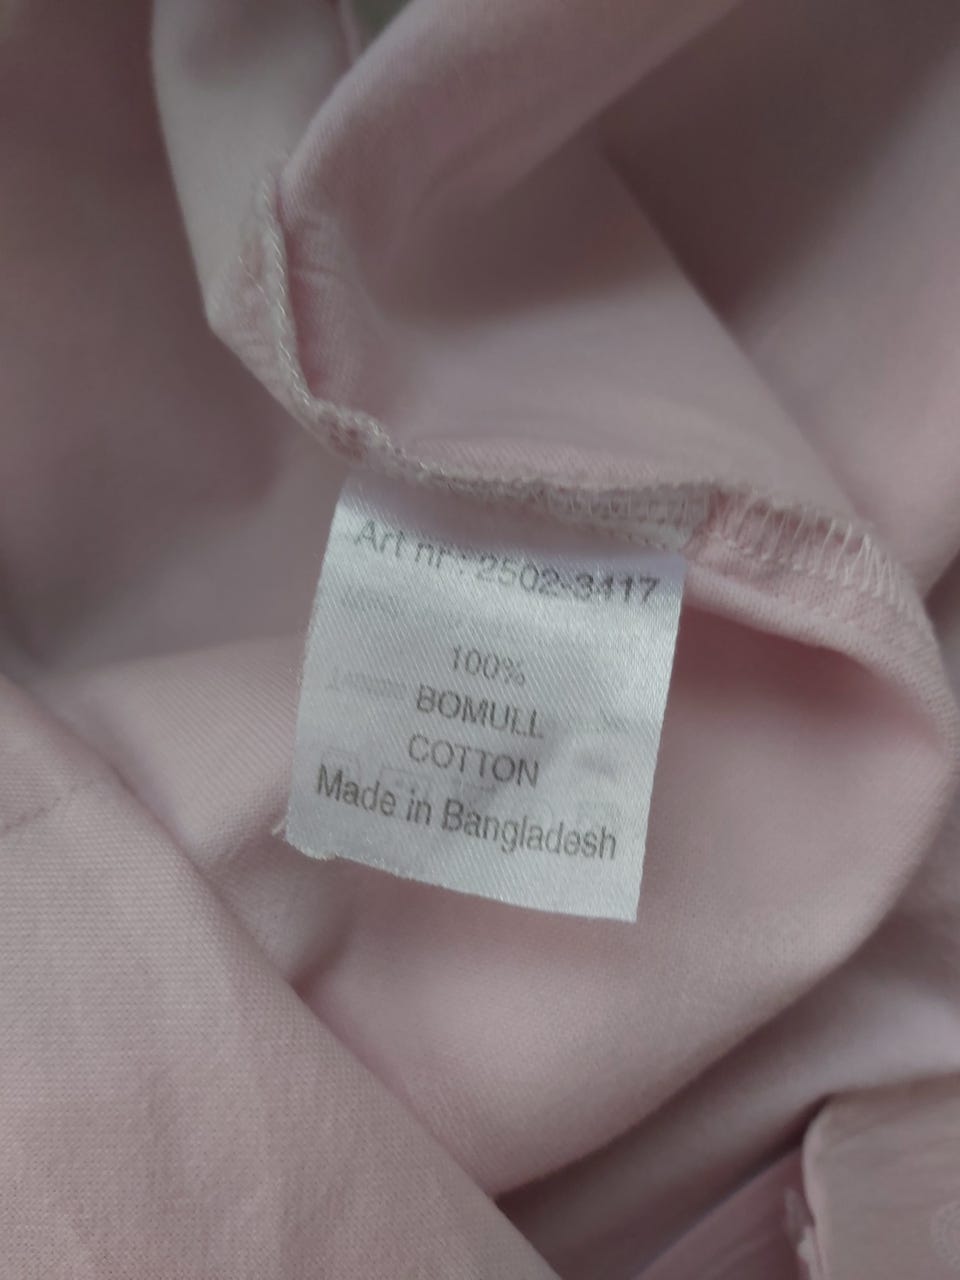 Art nr : 2502-3417
100%
BOMULL
COTTON
Made in Bangladesh